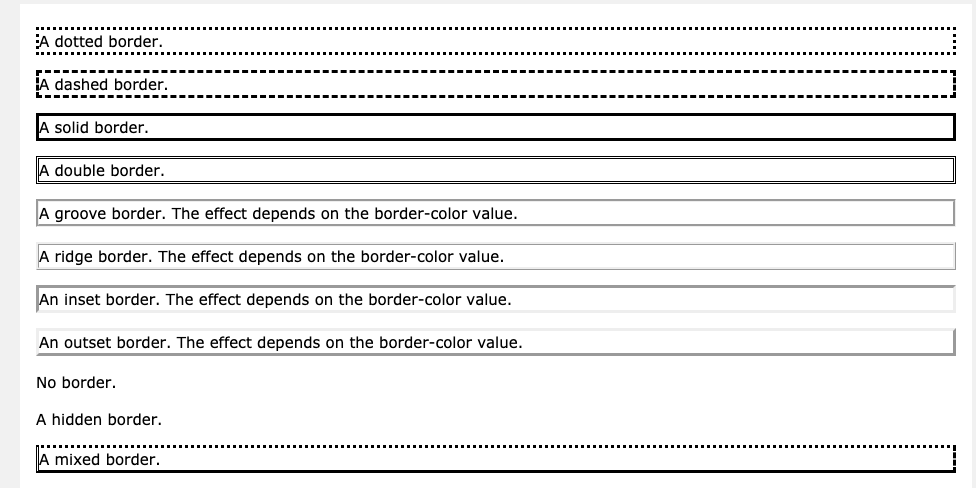 A dotted border.
A dashed border.
A solid border.
A double border.
A groove border. The effect depends on the border-color value.
A ridge border. The effect depends on the border-color value.
An inset border. The effect depends on the border-color value.
An outset border. The effect depends on the border-color value.
No border.
A hidden border.
A mixed border.